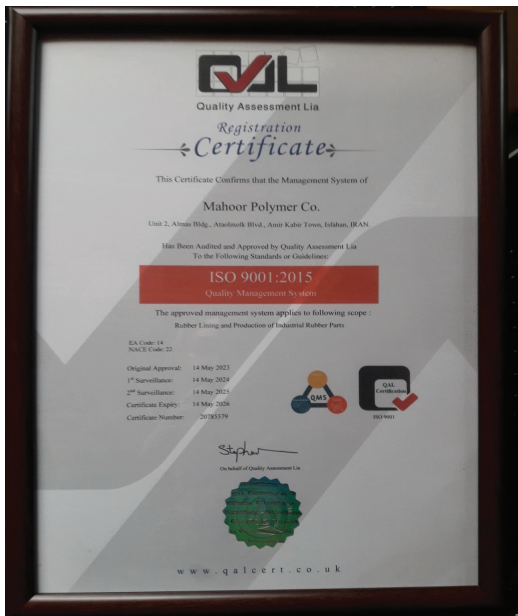 QAL
Quality Assessment Lia
Registration
Certificate
This Certificate Confirms that the Management System of
Mahoor Polymer Co.
Unit 2, Almas Bldg., Ataolmolk Blvd., Amir Kabir Town, Isfahan, IRAN
Has Been Audited and Approved by Quality Assessment Lia
To the Following Standards or Guidelines:
ISO 9001:2015
Quality Management System
The approved management system applies to following scope :
Rubber Lining and Production of Industrial Rubber Parts
EA Code: 14
NACE Code: 22
Original Approval: 14 May 2023
1st Surveillance: 14 May 2024
2nd Surveillance: 14 May 2025
Certificate Expiry: 14 May 2026
Certificate Number: 20785579
QMS
QAL
Certification
ISO 9001
Stephen
On behalf of Quality Assessment Lia
www.qalcert.co.uk